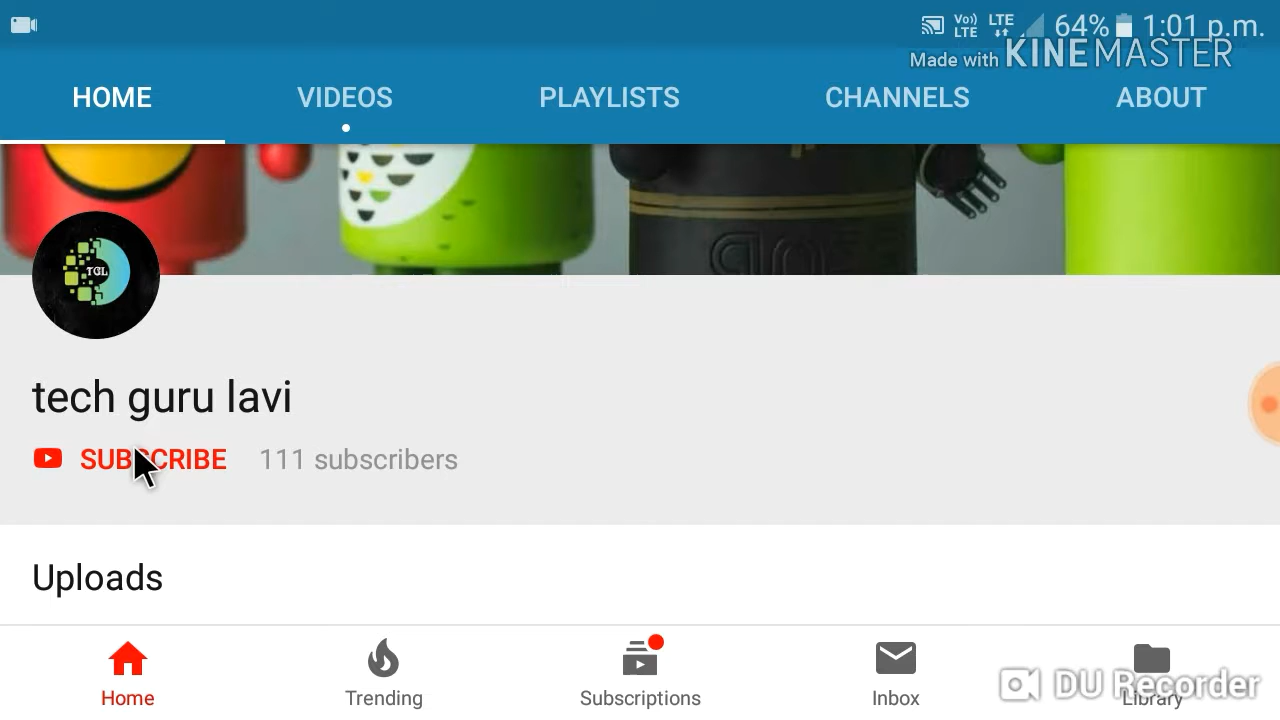 Vo) LTE LTE 64% 1:01 p.m.
Made with KINEMASTER
HOME VIDEOS PLAYLISTS CHANNELS ABOUT
TGL
tech guru lavi
SUBSCRIBE 111 subscribers
Uploads
Home Trending Subscriptions Inbox Library
DU Recorder